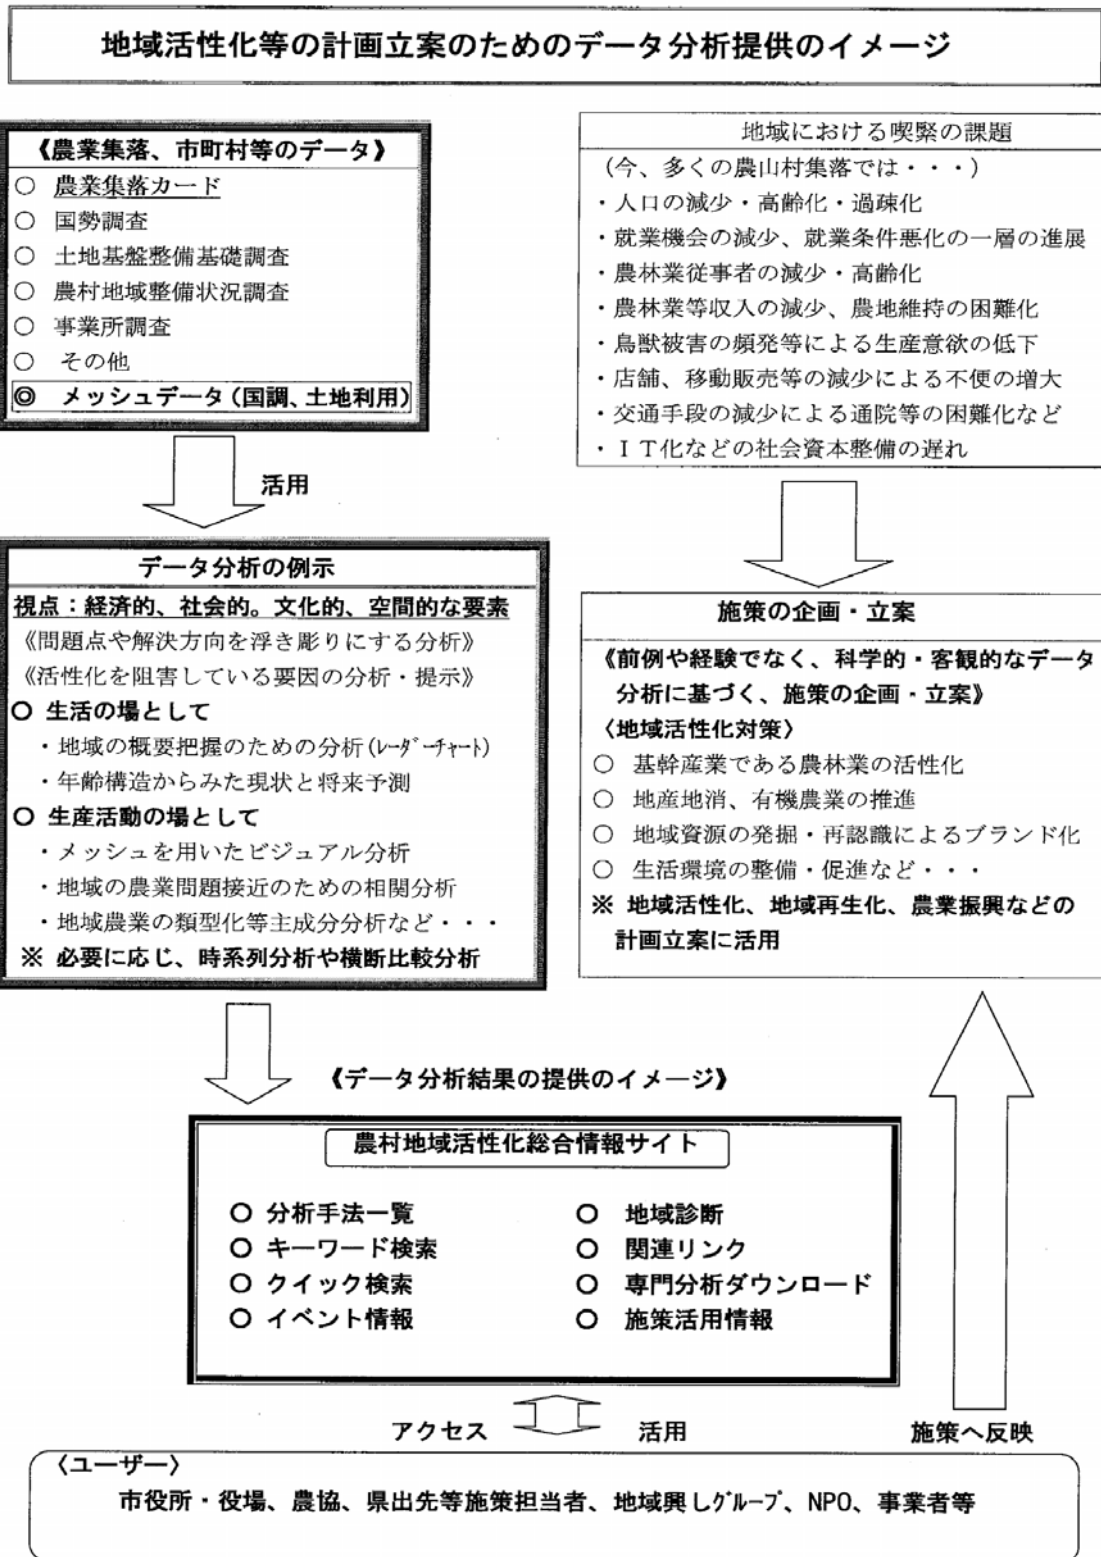 地域活性化等の計画立案のためのデータ分析提供のイメージ
《農業集落、市町村等のデータ》
○ 農業集落カード
○ 国勢調査
○ 土地基盤整備基礎調査
○ 農村地域整備状況調査
○ 事業所調査
○ その他
◎ メッシュデータ(国調、土地利用)
活用
地域における喫緊の課題
(今、多くの農山村集落では・・・)
・人口の減少・高齢化・過疎化
・就業機会の減少、就業条件悪化の一層の進展
・農林業従事者の減少・高齢化
・農林業等収入の減少、農地維持の困難化
・鳥獣被害の頻発等による生産意欲の低下
・店舗、移動販売等の減少による不便の増大
・交通手段の減少による通院等の困難化など
・IT化などの社会資本整備の遅れ
データ分析の例示
視点:経済的、社会的。文化的、空間的な要素
《問題点や解決方向を浮き彫りにする分析》
《活性化を阻害している要因の分析・提示》
○ 生活の場として
・地域の概要把握のための分析(ﾚｰﾀﾞｰﾁｬｰﾄ)
・年齢構造からみた現状と将来予測
○ 生産活動の場として
・メッシュを用いたビジュアル分析
・地域の農業問題接近のための相関分析
・地域農業の類型化等主成分分析など・・・
※ 必要に応じ、時系列分析や横断比較分析
施策の企画・立案
《前例や経験でなく、科学的・客観的なデータ
分析に基づく、施策の企画・立案》
〈地域活性化対策〉
○ 基幹産業である農林業の活性化
○ 地産地消、有機農業の推進
○ 地域資源の発掘・再認識によるブランド化
○ 生活環境の整備・促進など・・・
※ 地域活性化、地域再生化、農業振興などの
計画立案に活用
《データ分析結果の提供のイメージ》
農村地域活性化総合情報サイト
○ 分析手法一覧
○ キーワード検索
○ クイック検索
○ イベント情報
○ 地域診断
○ 関連リンク
○ 専門分析ダウンロード
○ 施策活用情報
アクセス 活用
施策へ反映
〈ユーザー〉
市役所・役場、農協、県出先等施策担当者、地域興しｸﾞﾙｰﾌﾟ、NPO、事業者等